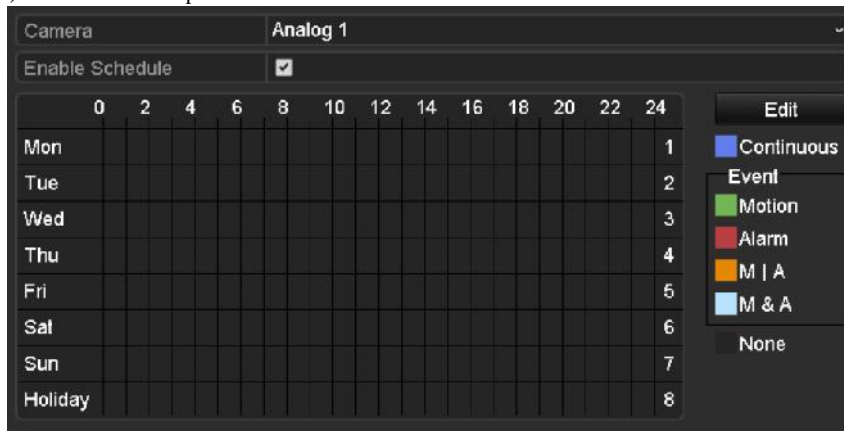 Camera Analog 1
Enable Schedule
0 2 4 6 8 10 12 14 16 18 20 22 24 Edit
Mon 1 Continuous
Tue 2 Event
Wed 3 Motion
Thu 4 Alarm
Fri 5 M | A
Sat 6 M & A
Sun 7 None
Holiday 8